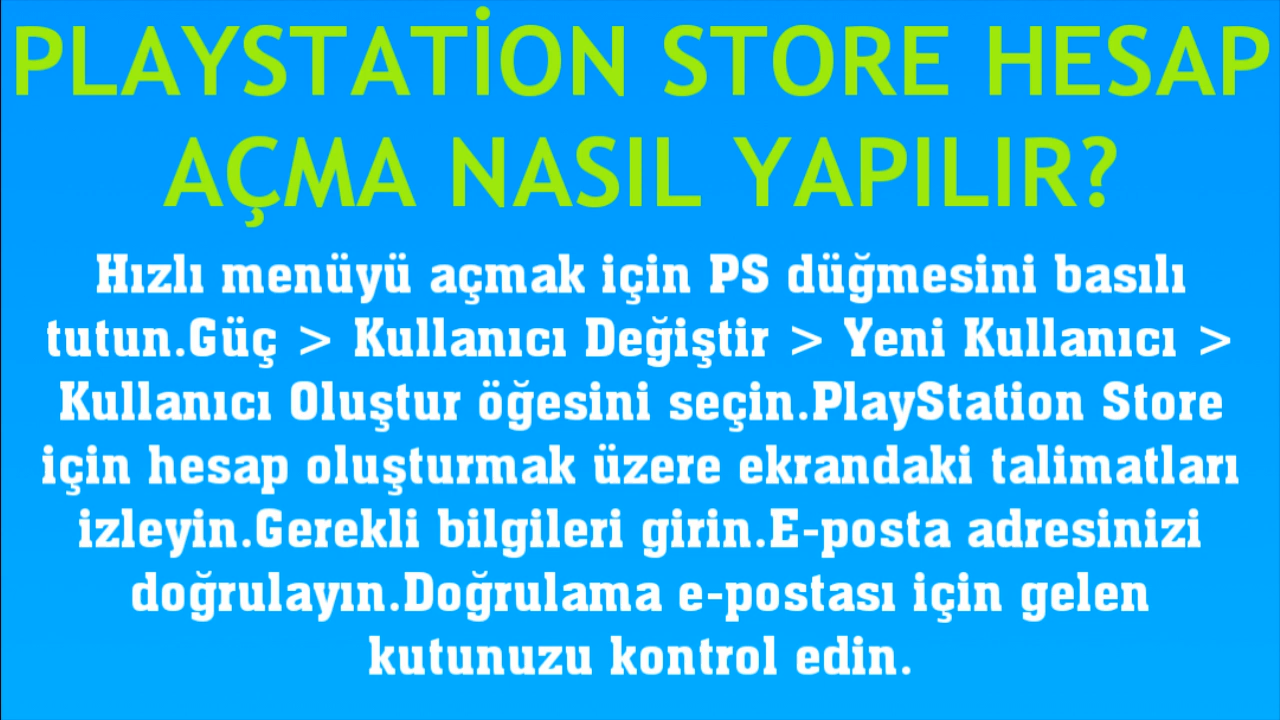 PLAYSTATİON STORE HESAP
AÇMA NASIL YAPILIR?
Hızlı menüyü açmak için PS düğmesini basılı
tutun.Güç > Kullanıcı Değiştir > Yeni Kullanıcı >
Kullanıcı Oluştur öğesini seçin.PlayStation Store
için hesap oluşturmak üzere ekrandaki talimatları
izleyin.Gerekli bilgileri girin.E-posta adresinizi
doğrulayın.Doğrulama e-postası için gelen
kutunuzu kontrol edin.